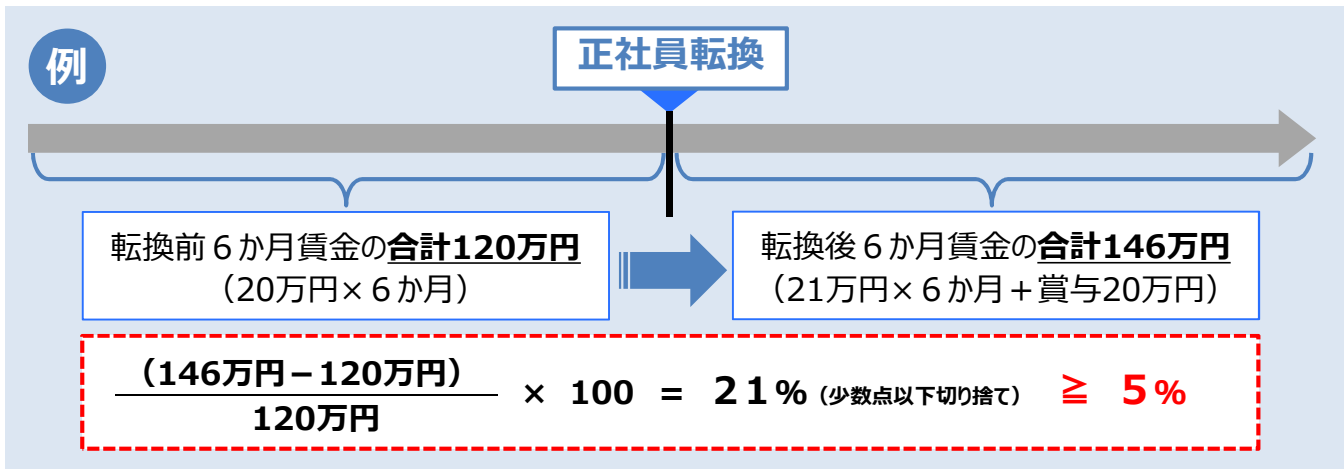 例
正社員転換
転換前６か月賃金の合計120万円
（20万円×６か月）
転換後６か月賃金の合計146万円
（21万円×６か月＋賞与20万円）
（146万円－120万円）
120万円
× 100 = 21%（少数点以下切り捨て） ≧ 5%